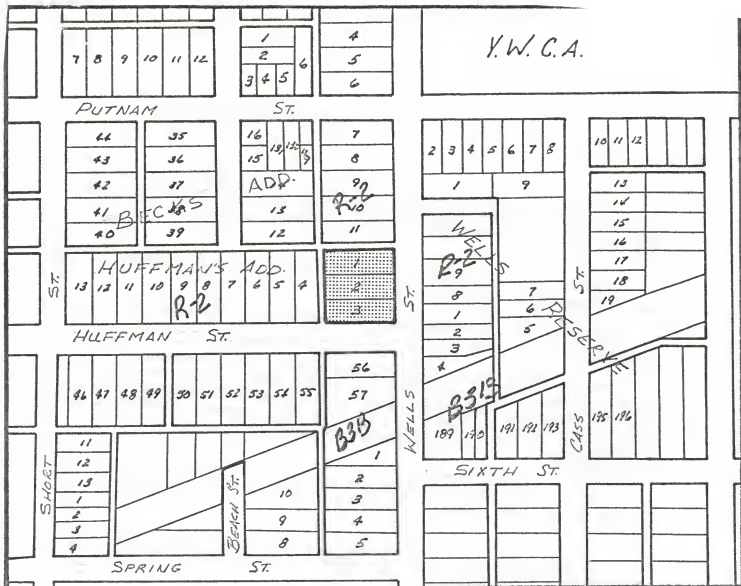 Y.W.C.A.
7 8 9 10 11 12
1
2
3 4 5 6
4
5
6
PUTNAM ST.
44 35
43 36
42 37
41 38
40 39
BECK'S ADD.
16
15
13
12
7
8
9
10
11
R-2
2 3 4 5 6 7 8
1 9
10 11 12
13
14
15
16
17
18
19
HUFFMAN'S ADD.
13 12 11 10 9 8 7 6 5 4
R-2
1
2
3
WELLS RESERVE
R-2
9
8
1
2
3
4
7
6
5
ST.
ST.
ST.
HUFFMAN ST.
46 47 48 49 50 51 52 53 54 55
56
57
B3B
B3B
WELLS
CASS
189 190 191 192 193
195 196
SIXTH ST.
SHORT
11
12
13
1
2
3
4
BEACH ST.
10
9
8
1
2
3
4
5
SPRING ST.